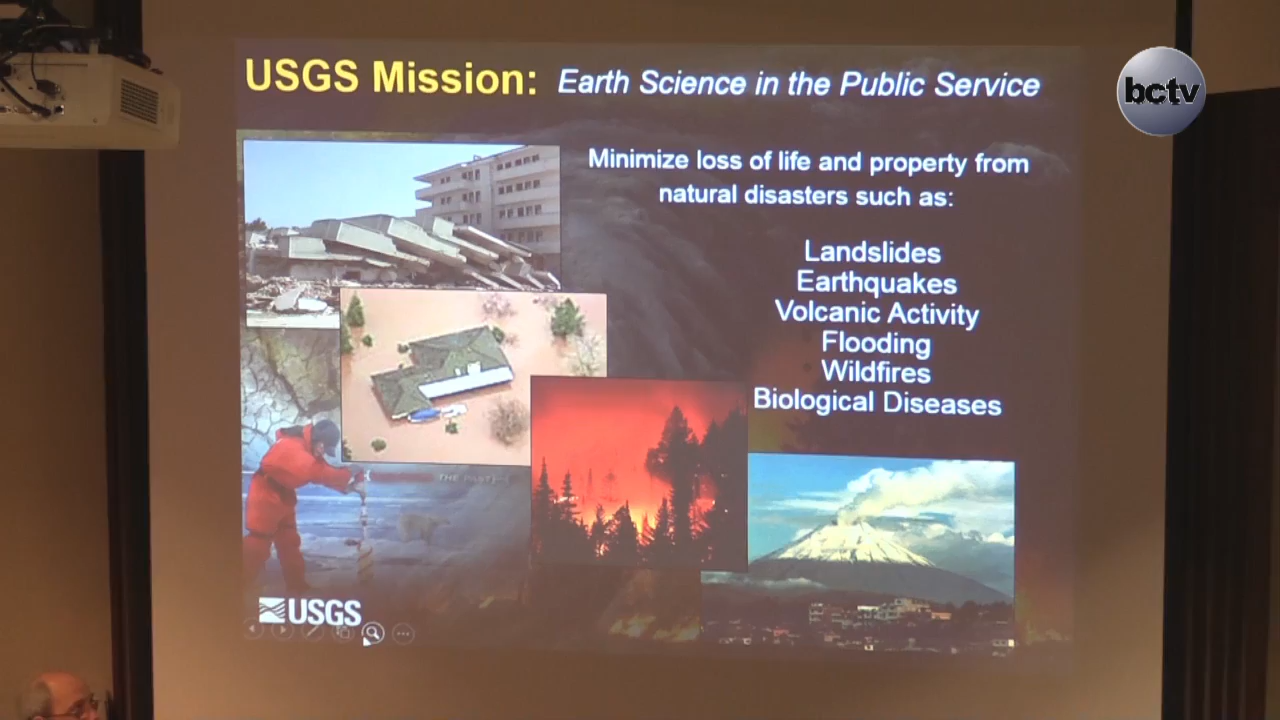 USGS Mission: Earth Science in the Public Service
bctv
Minimize loss of life and property from
natural disasters such as:
Landslides
Earthquakes
Volcanic Activity
Flooding
Wildfires
Biological Diseases
USGS